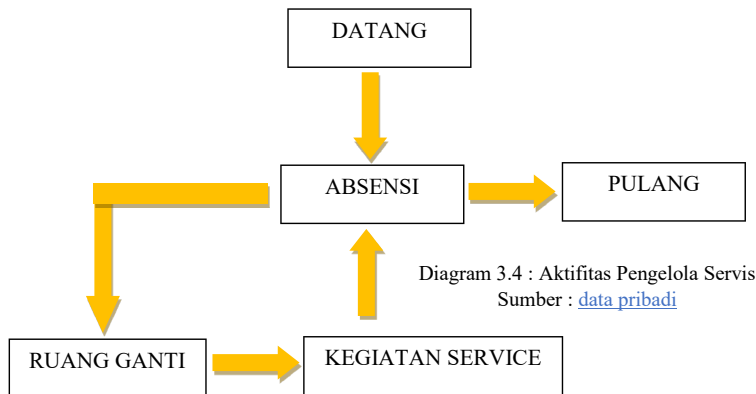 DATANG
ABSENSI
PULANG
Diagram 3.4 : Aktifitas Pengelola Servis
Sumber : data pribadi
RUANG GANTI
KEGIATAN SERVICE